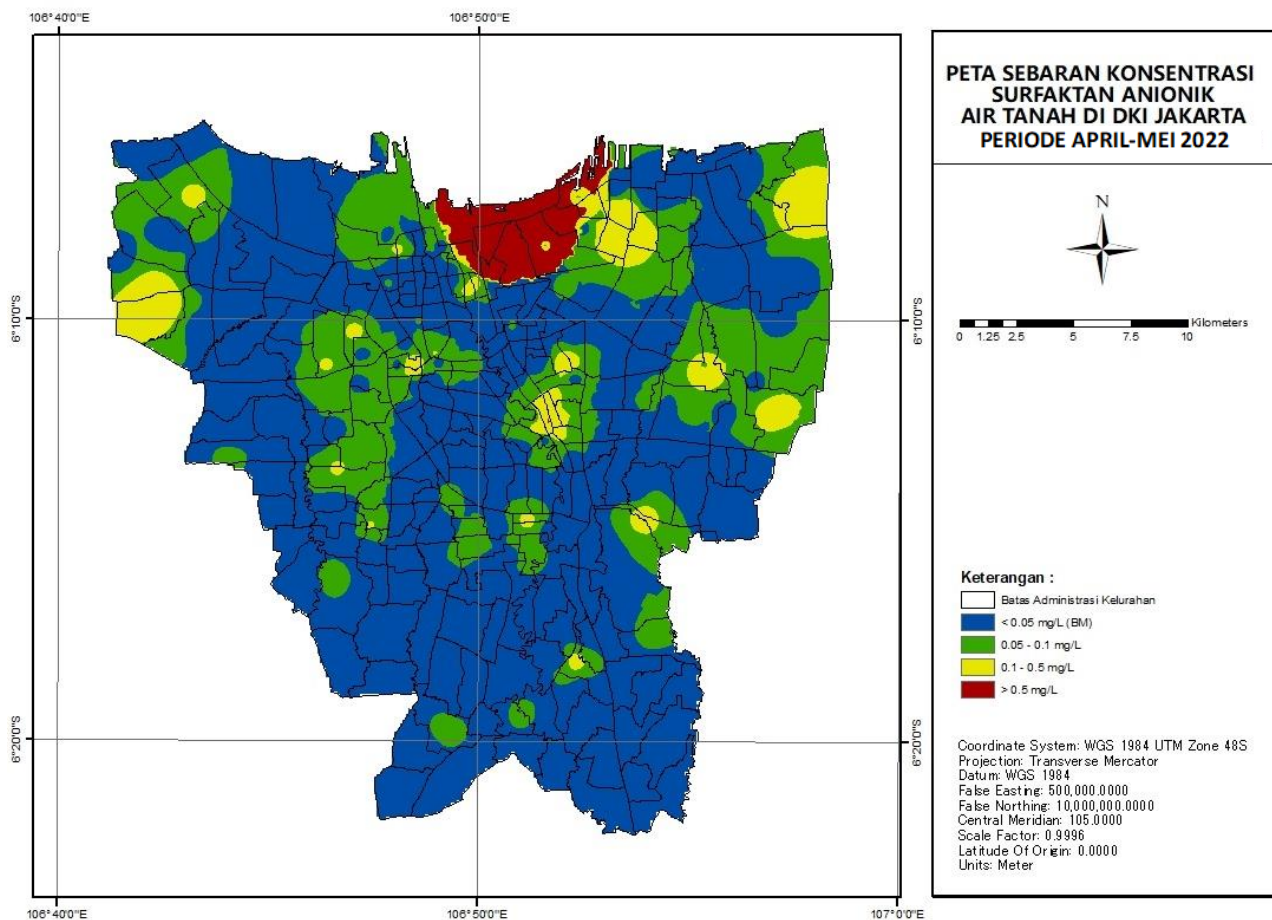 106°40'0"E
106°50'0"E
6°10'0"S
6°10'0"S
6°20'0"S
6°20'0"S
106°40'0"E
106°50'0"E
107°0'0"E
PETA SEBARAN KONSENTRASI
SURFAKTAN ANIONIK
AIR TANAH DI DKI JAKARTA
PERIODE APRIL-MEI 2022
N
Kilometers
0 1.25 2.5 5 7.5 10
Keterangan :
Batas Administrasi Kelurahan
< 0.05 mg/L (BM)
0.05 - 0.1 mg/L
0.1 - 0.5 mg/L
> 0.5 mg/L
Coordinate System: WGS 1984 UTM Zone 48S
Projection: Transverse Mercator
Datum: WGS 1984
False Easting: 500,000.0000
False Northing: 10,000,000.0000
Central Meridian: 105.0000
Scale Factor: 0.9996
Latitude Of Origin: 0.0000
Units: Meter